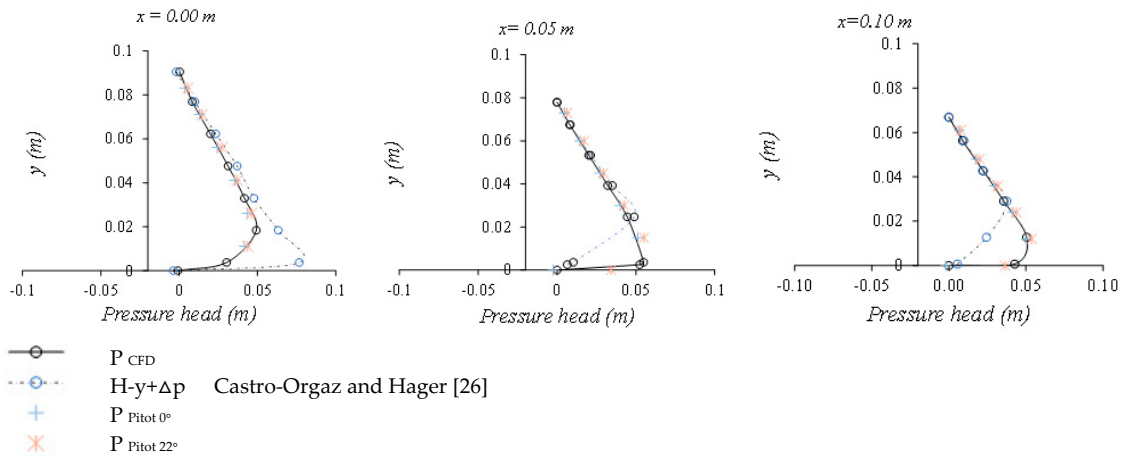 x = 0.00 m
x= 0.05 m
x=0.10 m
0.1
0.08
0.06
0.04
0.02
0
y (m)
-0.1
-0.05
0
0.05
0.1
Pressure head (m)
0.1
0.08
0.06
0.04
0.02
0
y (m)
-0.1
-0.05
0
0.05
0.1
Pressure head (m)
0.1
0.08
0.06
0.04
0.02
0
y (m)
-0.10
-0.05
0.00
0.05
0.10
Pressure head (m)
P CFD
H-y+△p Castro-Orgaz and Hager [26]
P Pitot 0°
P Pitot 22°